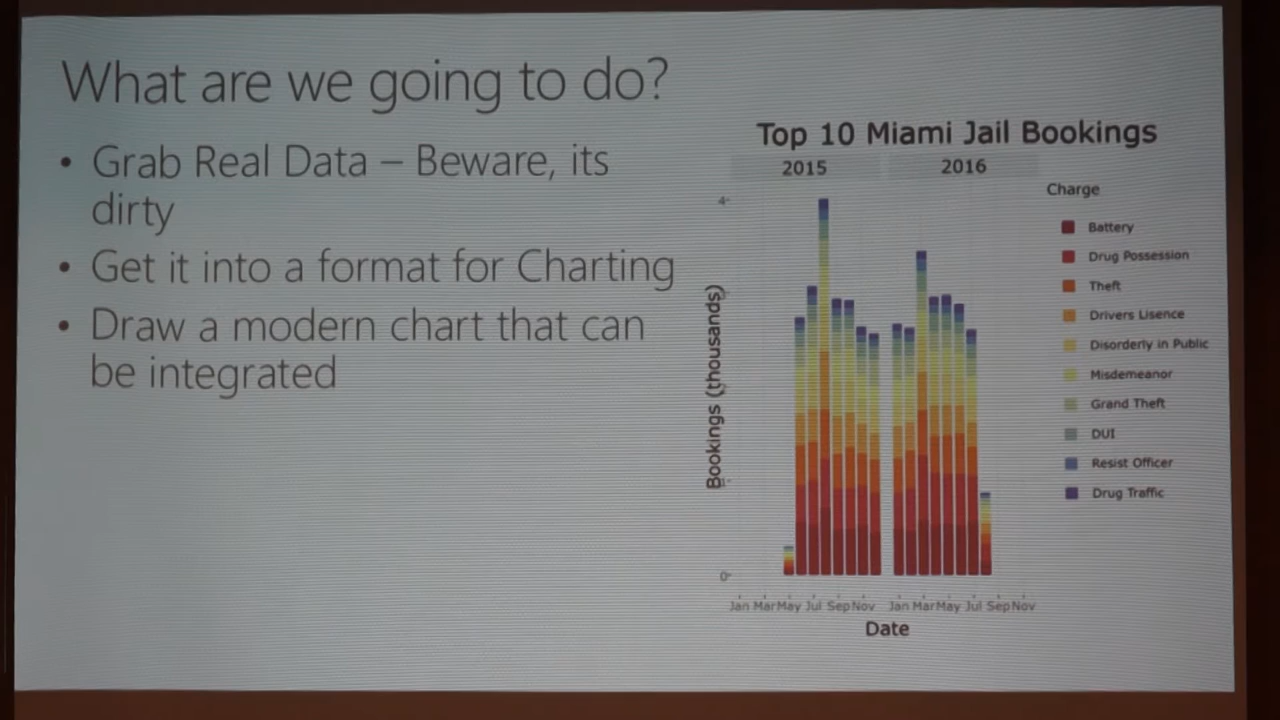 What are we going to do?
• Grab Real Data – Beware, its
dirty
• Get it into a format for Charting
• Draw a modern chart that can
be integrated
Top 10 Miami Jail Bookings
2015 2016
Charge
Battery
Drug Possession
Theft
Drivers Lisence
Disorderly in Public
Misdemeanor
Grand Theft
DUI
Resist Officer
Drug Traffic
Bookings (thousands)
4
0
Jan Mar May Jul Sep Nov Jan Mar May Jul Sep Nov
Date